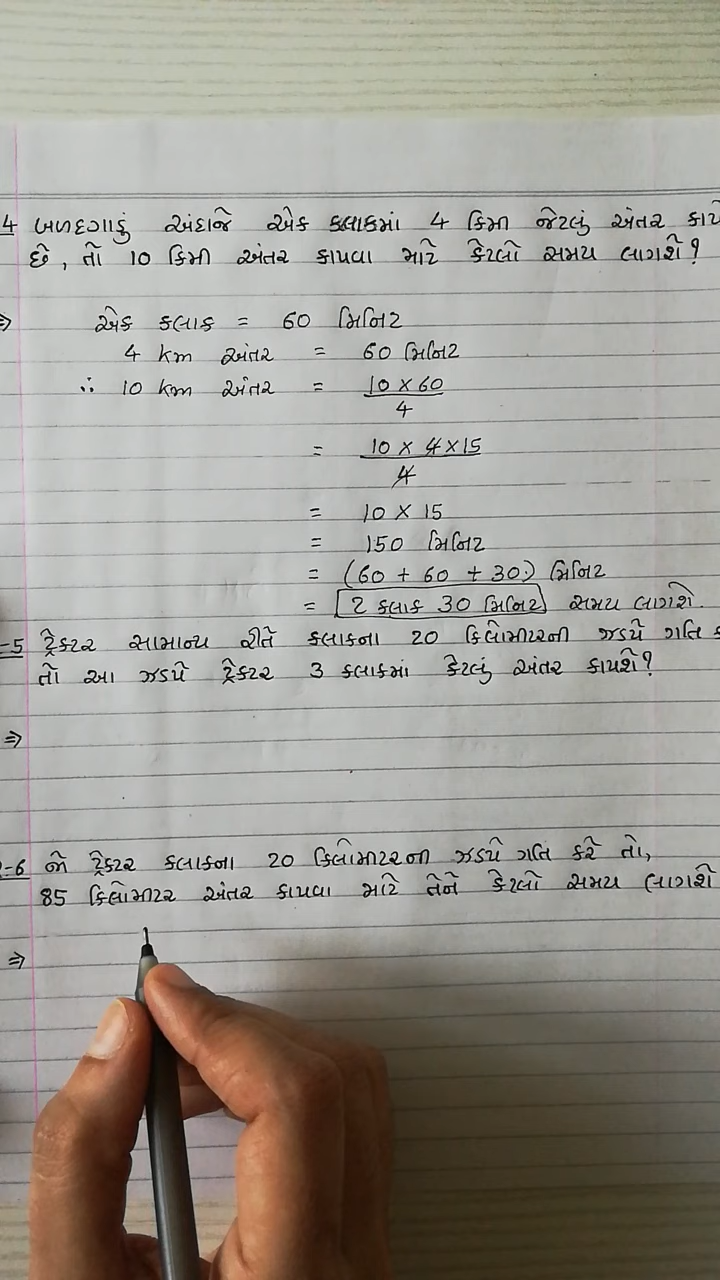 4 બળદગાડું અંદાજે એક કલાકમાં 4 કિમી જેટલું અંતર કાપે
છે, તો 10 કિમી અંતર કાપવા માટે કેટલો સમય લાગશે?
⇒ એક કલાક = 60 મિનિટ
4 km અંતર = 60 મિનિટ
∴ 10 km અંતર = 10 × 60
4
= 10 × 4 × 15
4
= 10 × 15
= 150 મિનિટ
= (60 + 60 + 30) મિનિટ
= 2 કલાક 30 મિનિટ સમય લાગશે.
-5 ટ્રેક્ટર સામાન્ય રીતે કલાકના 20 કિલોમીટરની ઝડપે ગતિ
તો આ ઝડપે ટ્રેક્ટર 3 કલાકમાં કેટલું અંતર કાપશે?
⇒
-6 જો ટ્રેક્ટર કલાકના 20 કિલોમીટરની ઝડપે ગતિ કરે તો,
85 કિલોમીટર અંતર કાપવા માટે તેને કેટલો સમય લાગશે
⇒